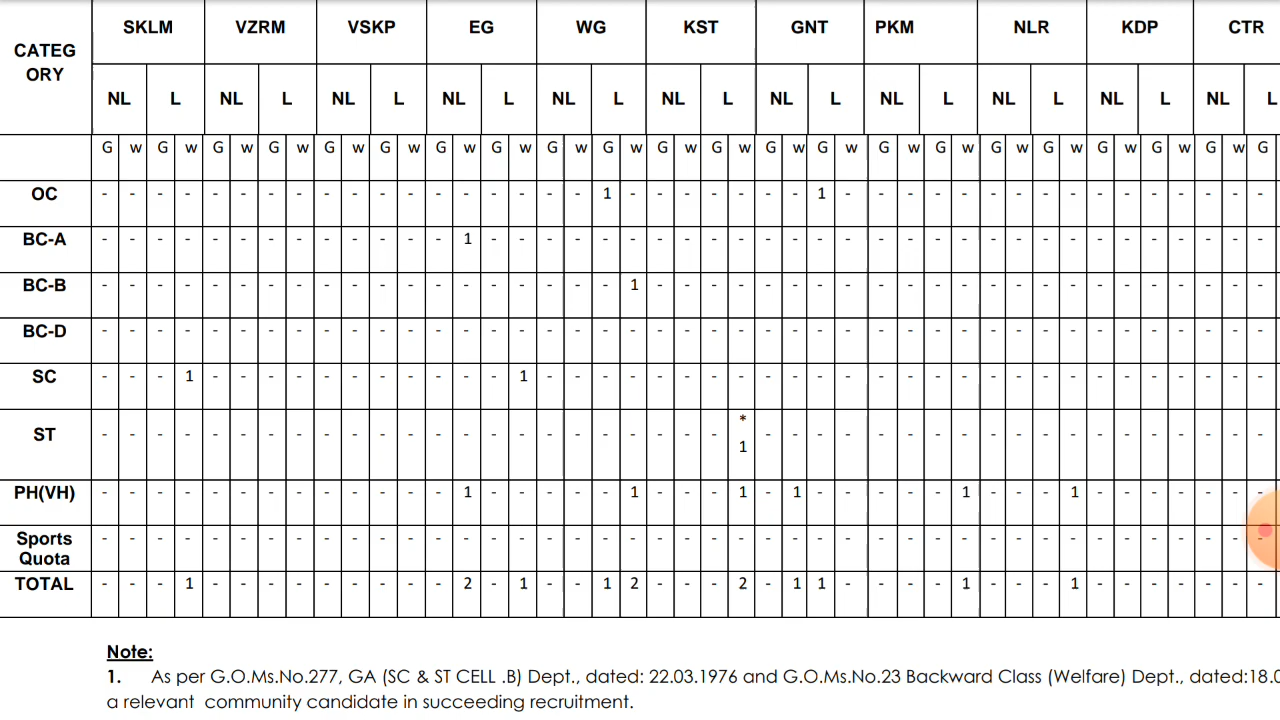 SKLM VZRM VSKP EG WG KST GNT PKM NLR KDP CTR
CATEG
ORY
NL L NL L NL L NL L NL L NL L NL L NL L NL L NL L NL L
G w G w G w G w G w G w G w G w G w G w G w G w G w G w G w G w G w G w G w G w G w G
OC - - - - - - - - - - - - - - - - - - 1 - - - - - - - 1 - - - - - - - - - - - - - - - -
BC-A - - - - - - - - - - - - - 1 - - - - - - - - - - - - - - - - - - - - - - - - - - - - -
BC-B - - - - - - - - - - - - - - - - - - - 1 - - - - - - - - - - - - - - - - - - - - - - -
BC-D - - - - - - - - - - - - - - - - - - - - - - - - - - - - - - - - - - - - - - - - - - -
SC - - - 1 - - - - - - - - - - - 1 - - - - - - - - - - - - - - - - - - - - - - - - - - -
*
ST - - - - - - - - - - - - - - - - - - - - - - - 1 - - - - - - - - - - - - - - - - - - -
PH(VH) - - - - - - - - - - - - - 1 - - - - - 1 - - - 1 - 1 - - - - - 1 - - - 1 - - - - - - -
Sports
Quota - - - - - - - - - - - - - - - - - - - - - - - - - - - - - - - - - - - - - - - - - - -
TOTAL - - - 1 - - - - - - - - - 2 - 1 - - 1 2 - - - 2 - 1 1 - - - - 1 - - - 1 - - - - - - -
Note:
1. As per G.O.Ms.No.277, GA (SC & ST CELL .B) Dept., dated: 22.03.1976 and G.O.Ms.No.23 Backward Class (Welfare) Dept., dated:18.0
a relevant community candidate in succeeding recruitment.